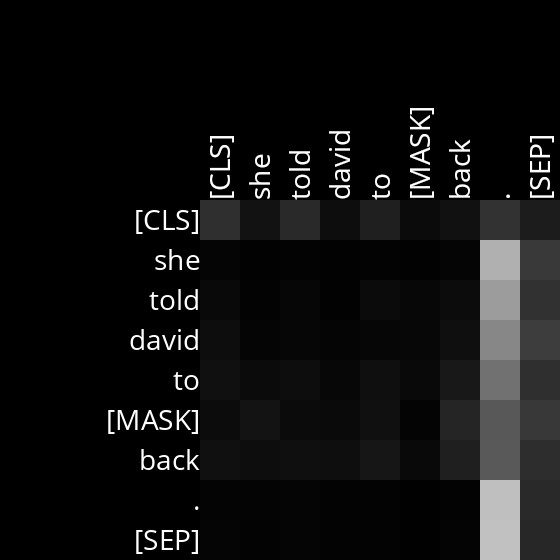 [CLS] she told david to [MASK] back . [SEP]
[CLS]
she
told
david
to
[MASK]
back
.
[SEP]